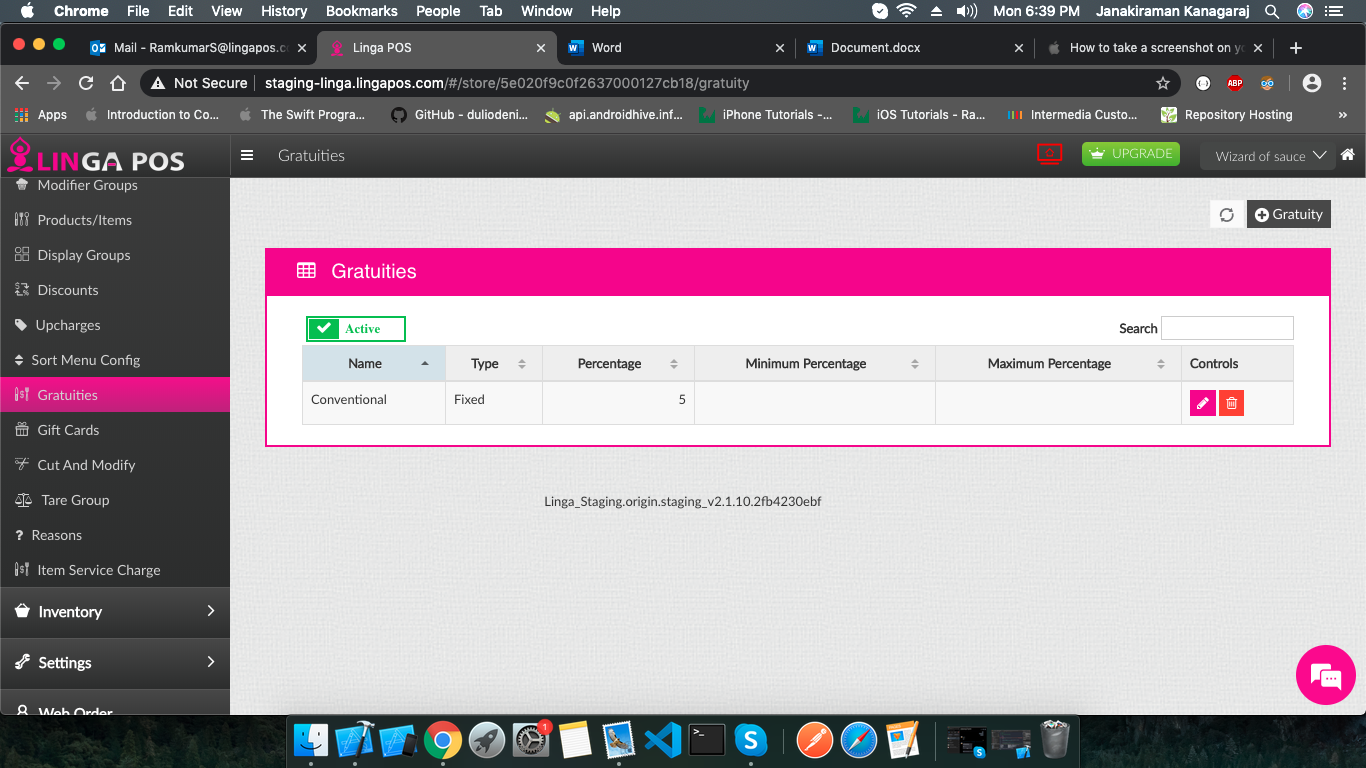 Chrome File Edit View History Bookmarks People Tab Window Help Mon 6:39 PM Janakiraman Kanagaraj
Mail - RamkumarS@lingapos.c Linga POS Word Document.docx How to take a screenshot on y
Not Secure staging-linga.lingapos.com/#/store/5e020f9c0f2637000127cb18/gratuity ABP
Apps Introduction to Co... The Swift Progra... GitHub - duliodeni... api.androidhive.inf... iPhone Tutorials -... iOS Tutorials - Ra... Intermedia Custo... Repository Hosting »
LINGA POS Gratuities UPGRADE Wizard of sauce
Modifier Groups
Products/Items
Display Groups
Discounts
Upcharges
Sort Menu Config
Gratuities
Gift Cards
Cut And Modify
Tare Group
Reasons
Item Service Charge
Inventory
Settings
Web Order
Gratuity
Gratuities
Active Search
Name Type Percentage Minimum Percentage Maximum Percentage Controls
Conventional Fixed 5
Linga_Staging.origin.staging_v2.1.10.2fb4230ebf
1